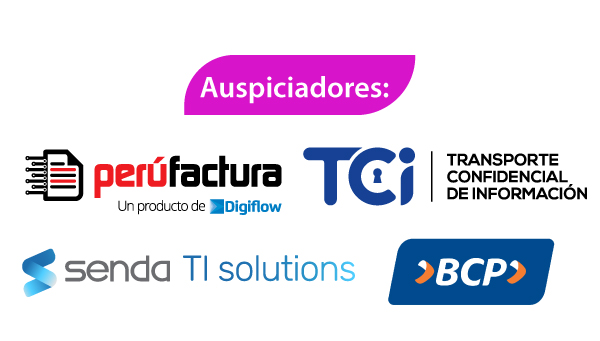 Auspiciadores:
perúfactura
Un producto de Digiflow
TCi
TRANSPORTE
CONFIDENCIAL
DE INFORMACIÓN
senda TI solutions
BCP